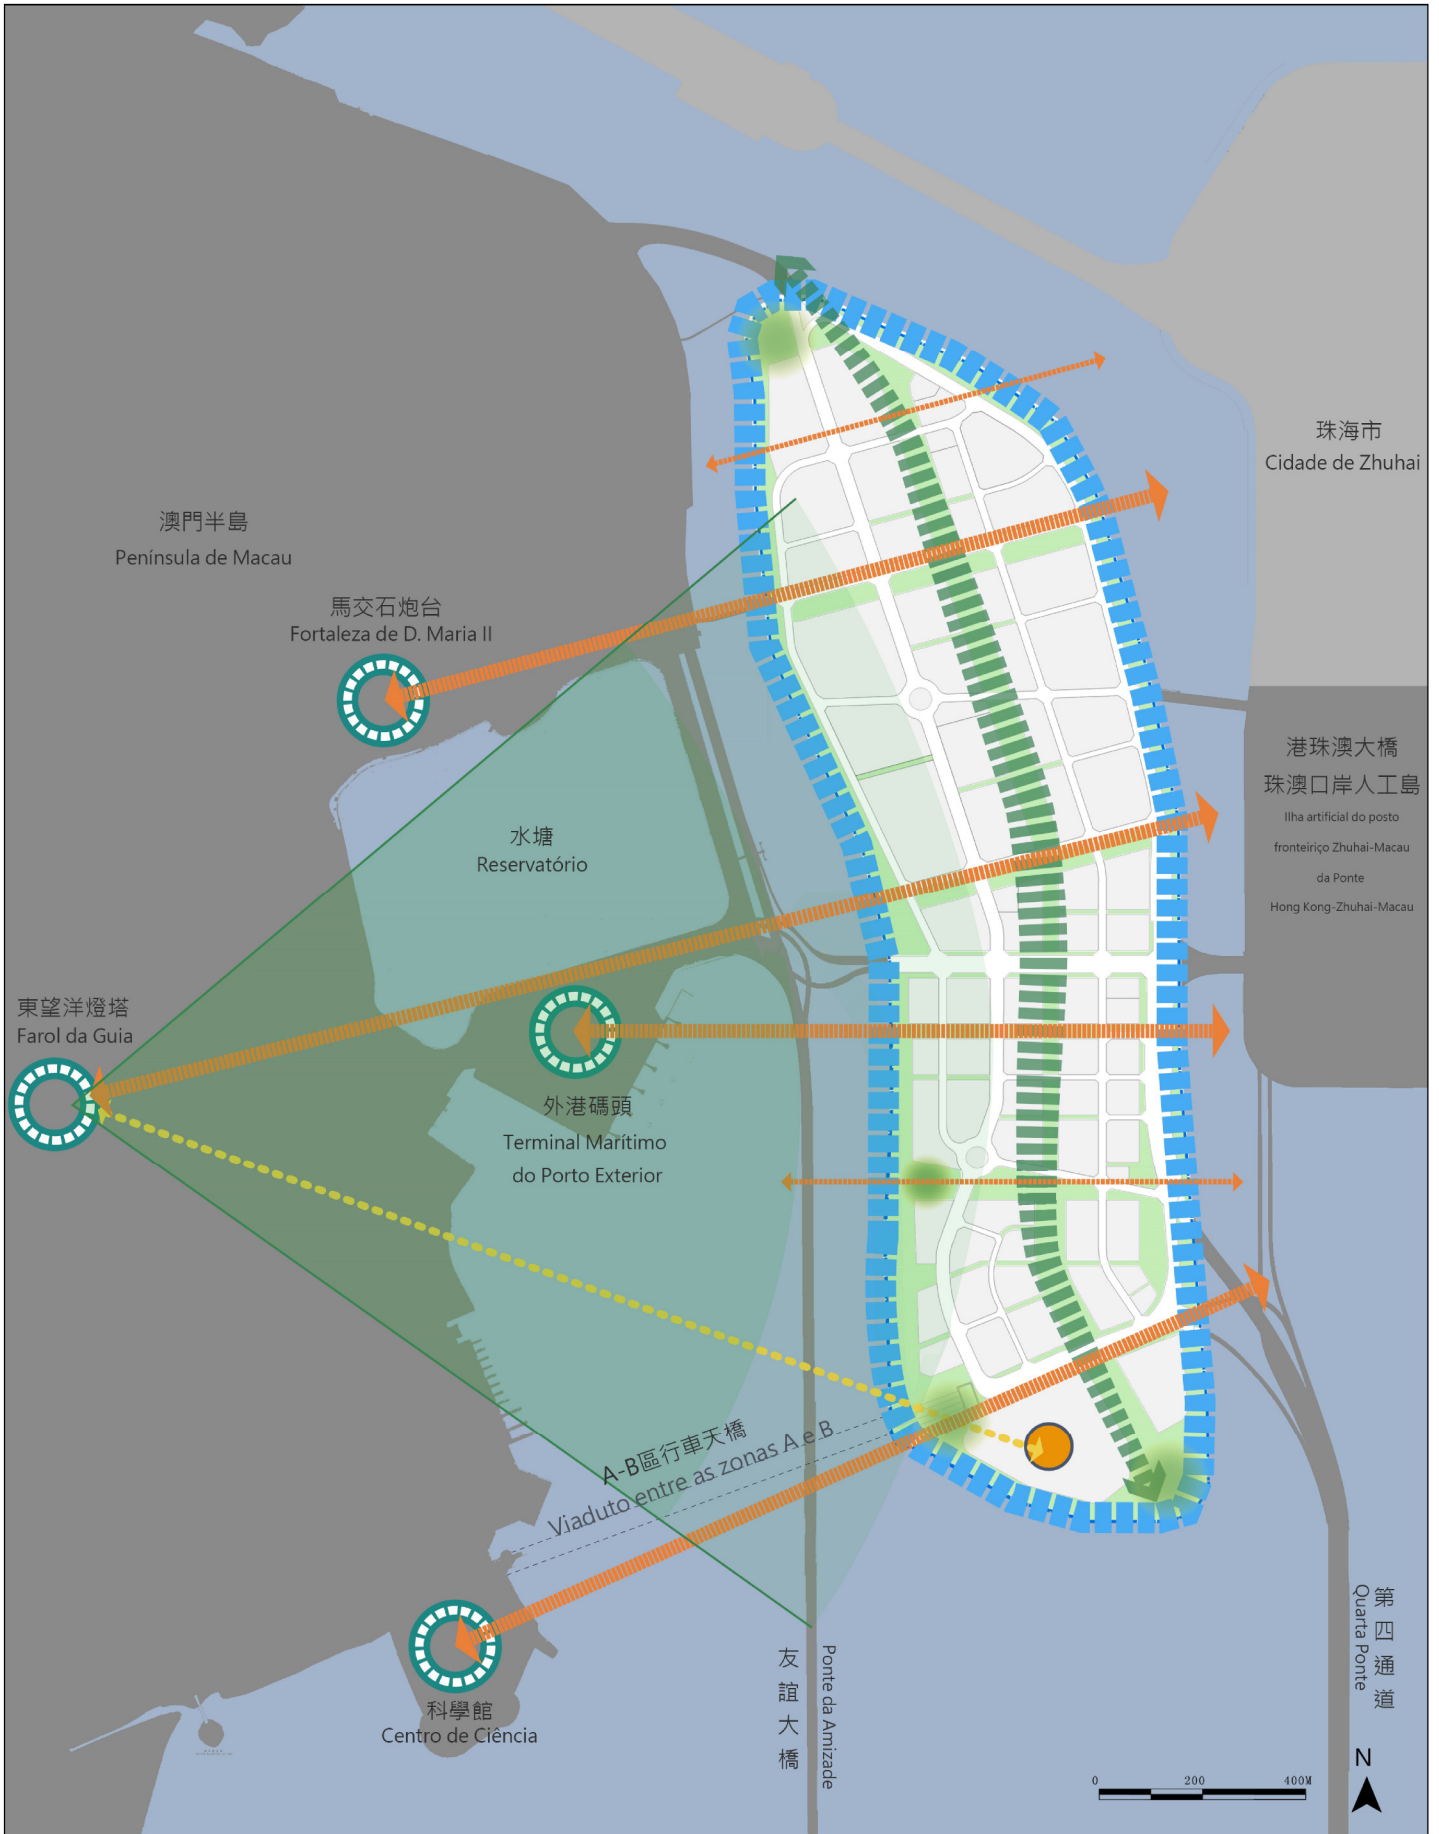 珠海市
Cidade de Zhuhai
澳門半島
Península de Macau
馬交石炮台
Fortaleza de D. Maria II
港珠澳大橋
珠澳口岸人工島
Ilha artificial do posto
fronteiriço Zhuhai-Macau
da Ponte
Hong Kong-Zhuhai-Macau
水塘
Reservatório
東望洋燈塔
Farol da Guia
外港碼頭
Terminal Marítimo
do Porto Exterior
A-B區行車天橋
Viaduto entre as zonas A e B
科學館
Centro de Ciência
友誼大橋
Ponte da Amizade
第四通道
Quarta Ponte
N
0 200 400M